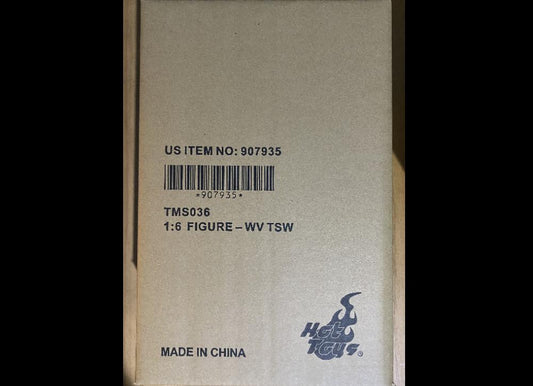 US ITEM NO: 907935
*907935*
TMS036
1:6 FIGURE – WV TSW
Hot
Toys®
MADE IN CHINA